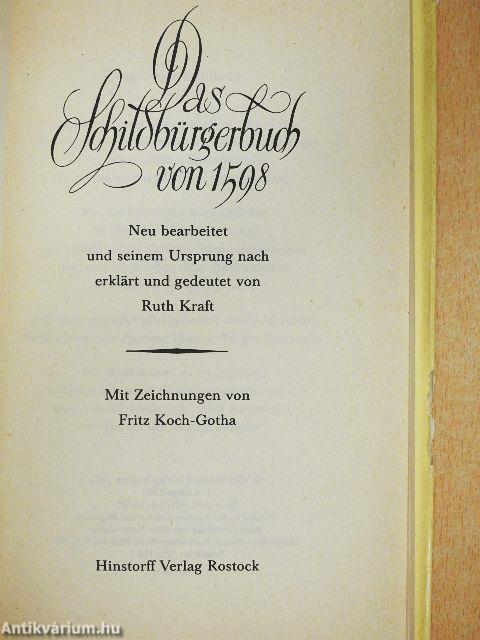 Das
Schildbürgerbuch
von 1598
Neu bearbeitet
und seinem Ursprung nach
erklärt und gedeutet von
Ruth Kraft
Mit Zeichnungen von
Fritz Koch-Gotha
Hinstorff Verlag Rostock
Antikvárium.hu